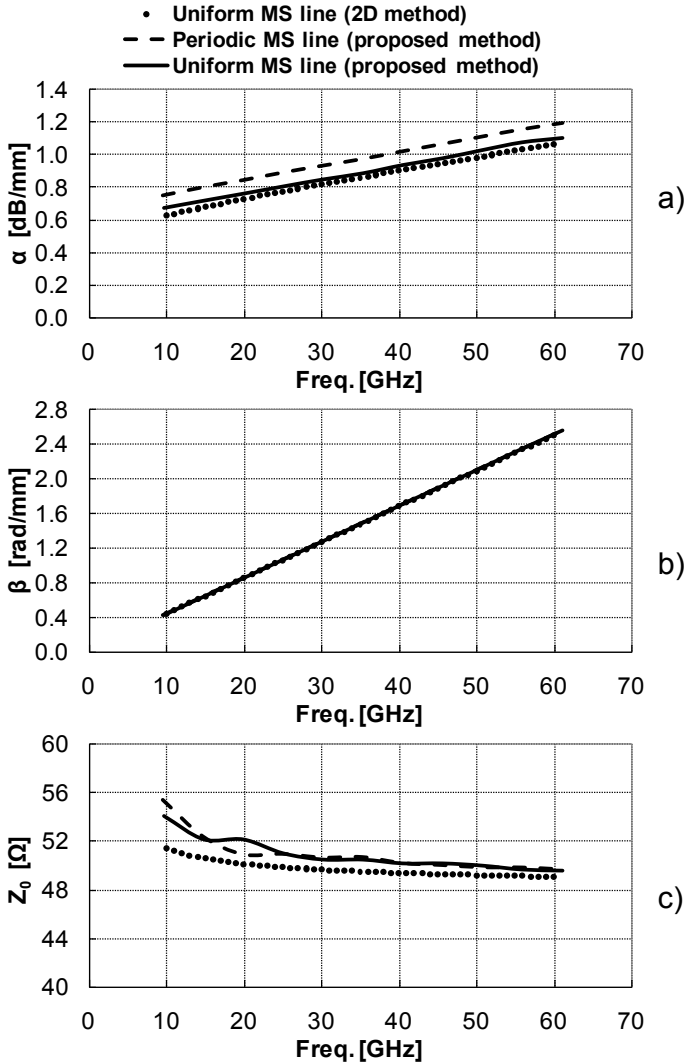 Uniform MS line (2D method)
Periodic MS line (proposed method)
Uniform MS line (proposed method)
1.4
1.2
1.0
0.8
0.6
0.4
0.2
0.0
α [dB/mm]
0 10 20 30 40 50 60 70
Freq. [GHz]
a)
2.8
2.4
2.0
1.6
1.2
0.8
0.4
0.0
β [rad/mm]
0 10 20 30 40 50 60 70
Freq. [GHz]
b)
60
56
52
48
44
40
Z0 [Ω]
0 10 20 30 40 50 60 70
Freq. [GHz]
c)